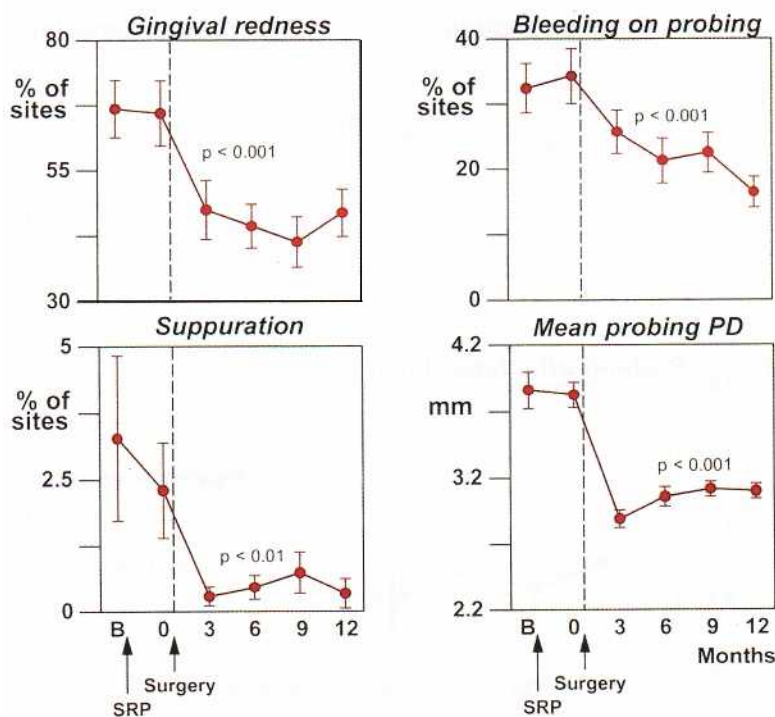 Gingival redness
80
% of
sites
55
30
p < 0.001
Bleeding on probing
40
% of
sites
20
0
p < 0.001
Suppuration
5
% of
sites
2.5
0
p < 0.01
B 0 3 6 9 12
Surgery
SRP
Mean probing PD
4.2
mm
3.2
2.2
p < 0.001
B 0 3 6 9 12
Months
Surgery
SRP